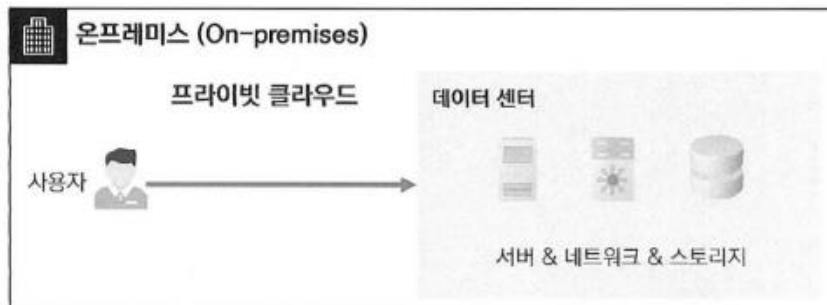 온프레미스 (On-premises)
프라이빗 클라우드
데이터 센터
사용자
서버 & 네트워크 & 스토리지